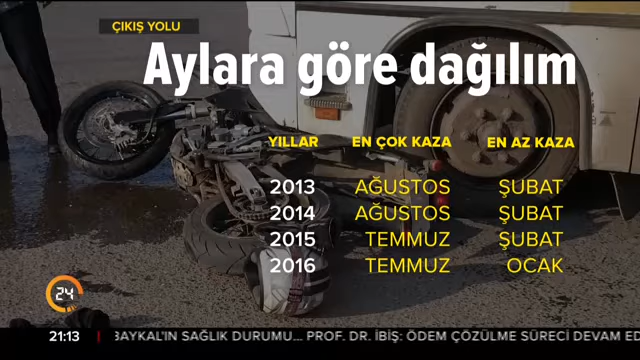 ÇIKIŞ YOLU
Aylara göre dağılım
YILLAR EN ÇOK KAZA EN AZ KAZA
2013 AĞUSTOS ŞUBAT
2014 AĞUSTOS ŞUBAT
2015 TEMMUZ ŞUBAT
2016 TEMMUZ OCAK
24
21:13 BAYKAL'IN SAĞLIK DURUMU... PROF. DR. İBİŞ: ÖDEM ÇÖZÜLME SÜRECİ DEVAM ED